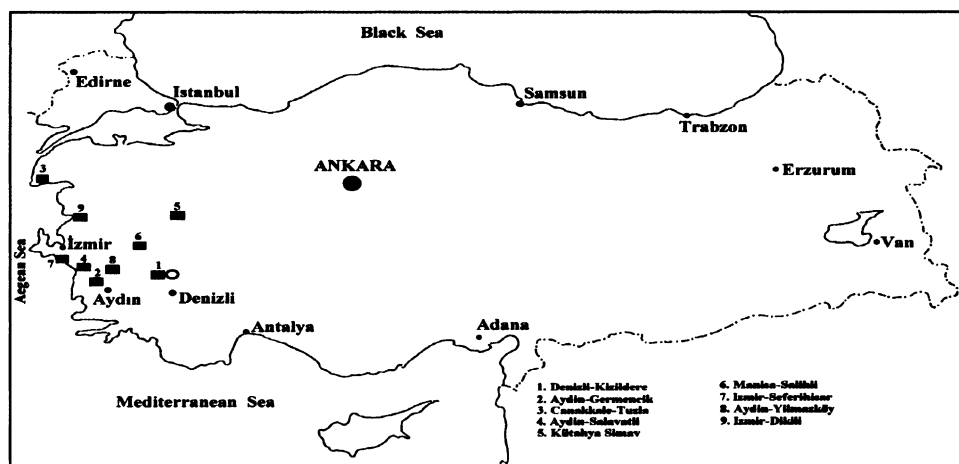 Black Sea
Edirne
Istanbul
Samsun
Trabzon
ANKARA
Erzurum
3
9
5
6
İzmir
Van
7
4
8
1
2
Aegean Sea
Aydın
Denizli
Antalya
Adana
Mediterranean Sea
1. Denizli-Kizildere
2. Aydin-Germencik
3. Canakkale-Tuzla
4. Aydin-Salavatli
5. Kütahya Simav
6. Manisa-Salihli
7. Izmir-Seferihisar
8. Aydin-Yilmazköy
9. Izmir-Dikili